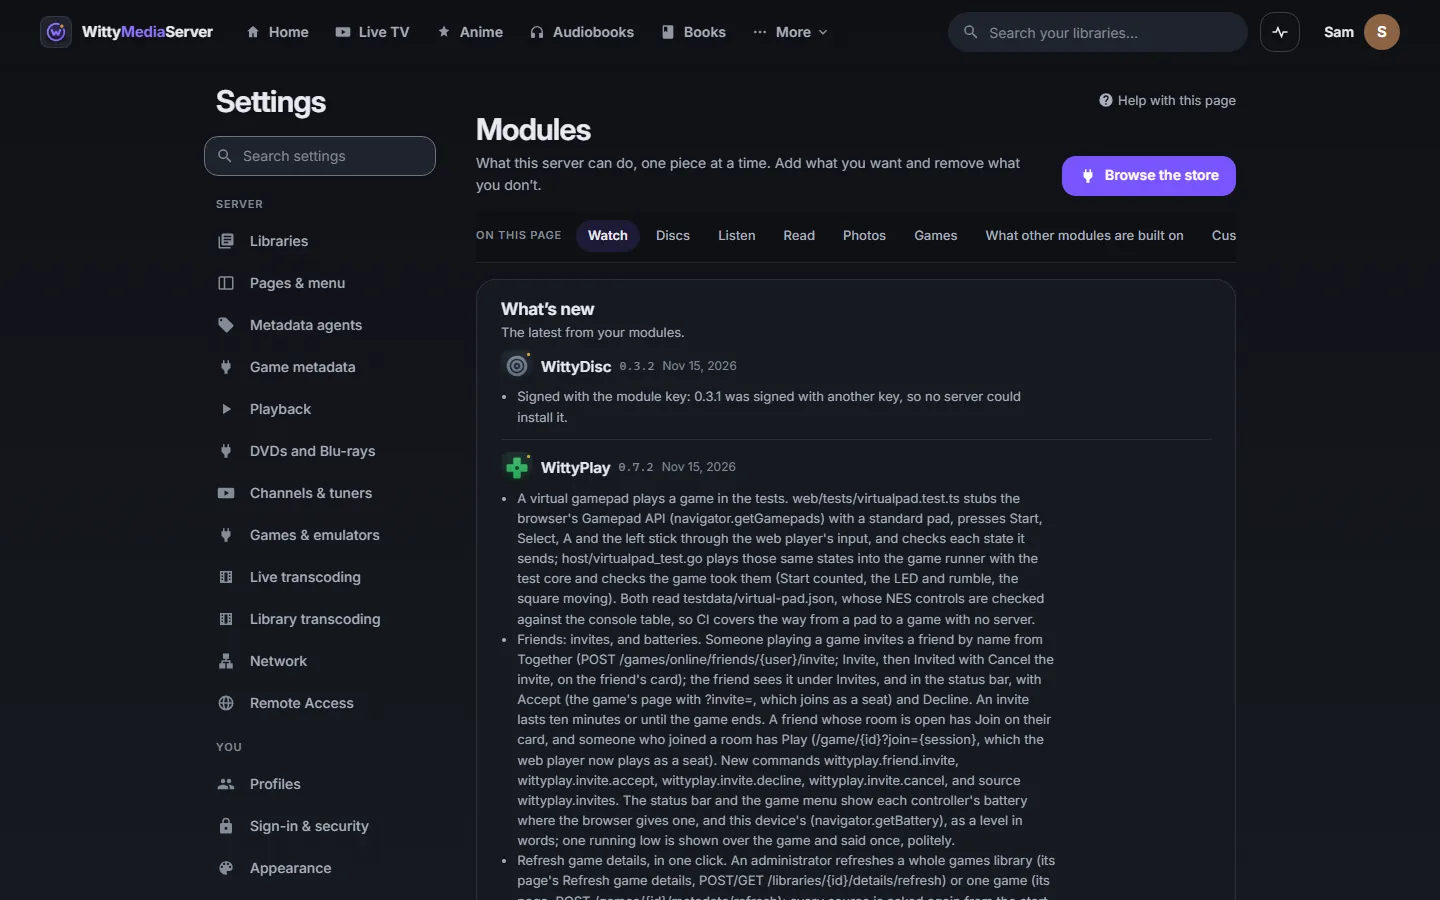 WittyMediaServer
Home
Live TV
Anime
Audiobooks
Books
More
Search your libraries...
Sam
S
Settings
Search settings
SERVER
Libraries
Pages & menu
Metadata agents
Game metadata
Playback
DVDs and Blu-rays
Channels & tuners
Games & emulators
Live transcoding
Library transcoding
Network
Remote Access
YOU
Profiles
Sign-in & security
Appearance
Help with this page
Modules
What this server can do, one piece at a time. Add what you want and remove what
you don’t.
Browse the store
ON THIS PAGE
Watch
Discs
Listen
Read
Photos
Games
What other modules are built on
Cus
What’s new
The latest from your modules.
WittyDisc 0.3.2 Nov 15, 2026
• Signed with the module key: 0.3.1 was signed with another key, so no server could
install it.
WittyPlay 0.7.2 Nov 15, 2026
• A virtual gamepad plays a game in the tests. web/tests/virtualpad.test.ts stubs the
browser's Gamepad API (navigator.getGamepads) with a standard pad, presses Start,
Select, A and the left stick through the web player's input, and checks each state it
sends; host/virtualpad_test.go plays those same states into the game runner with the
test core and checks the game took them (Start counted, the LED and rumble, the
square moving). Both read testdata/virtual-pad.json, whose NES controls are checked
against the console table, so CI covers the way from a pad to a game with no server.
• Friends: invites, and batteries. Someone playing a game invites a friend by name from
Together (POST /games/online/friends/{user}/invite; Invite, then Invited with Cancel the
invite, on the friend's card); the friend sees it under Invites, and in the status bar, with
Accept (the game's page with ?invite=, which joins as a seat) and Decline. An invite
lasts ten minutes or until the game ends. A friend whose room is open has Join on their
card, and someone who joined a room has Play (/game/{id}?join={session}, which the
web player now plays as a seat). New commands wittyplay.friend.invite,
wittyplay.invite.accept, wittyplay.invite.decline, wittyplay.invite.cancel, and source
wittyplay.invites. The status bar and the game menu show each controller's battery
where the browser gives one, and this device's (navigator.getBattery), as a level in
words; one running low is shown over the game and said once, politely.
• Refresh game details, in one click. An administrator refreshes a whole games library (its
page's Refresh game details, POST/GET /libraries/{id}/details/refresh) or one game (its
page, POST /games/{id}/metadata/refresh); every source is asked again from the start